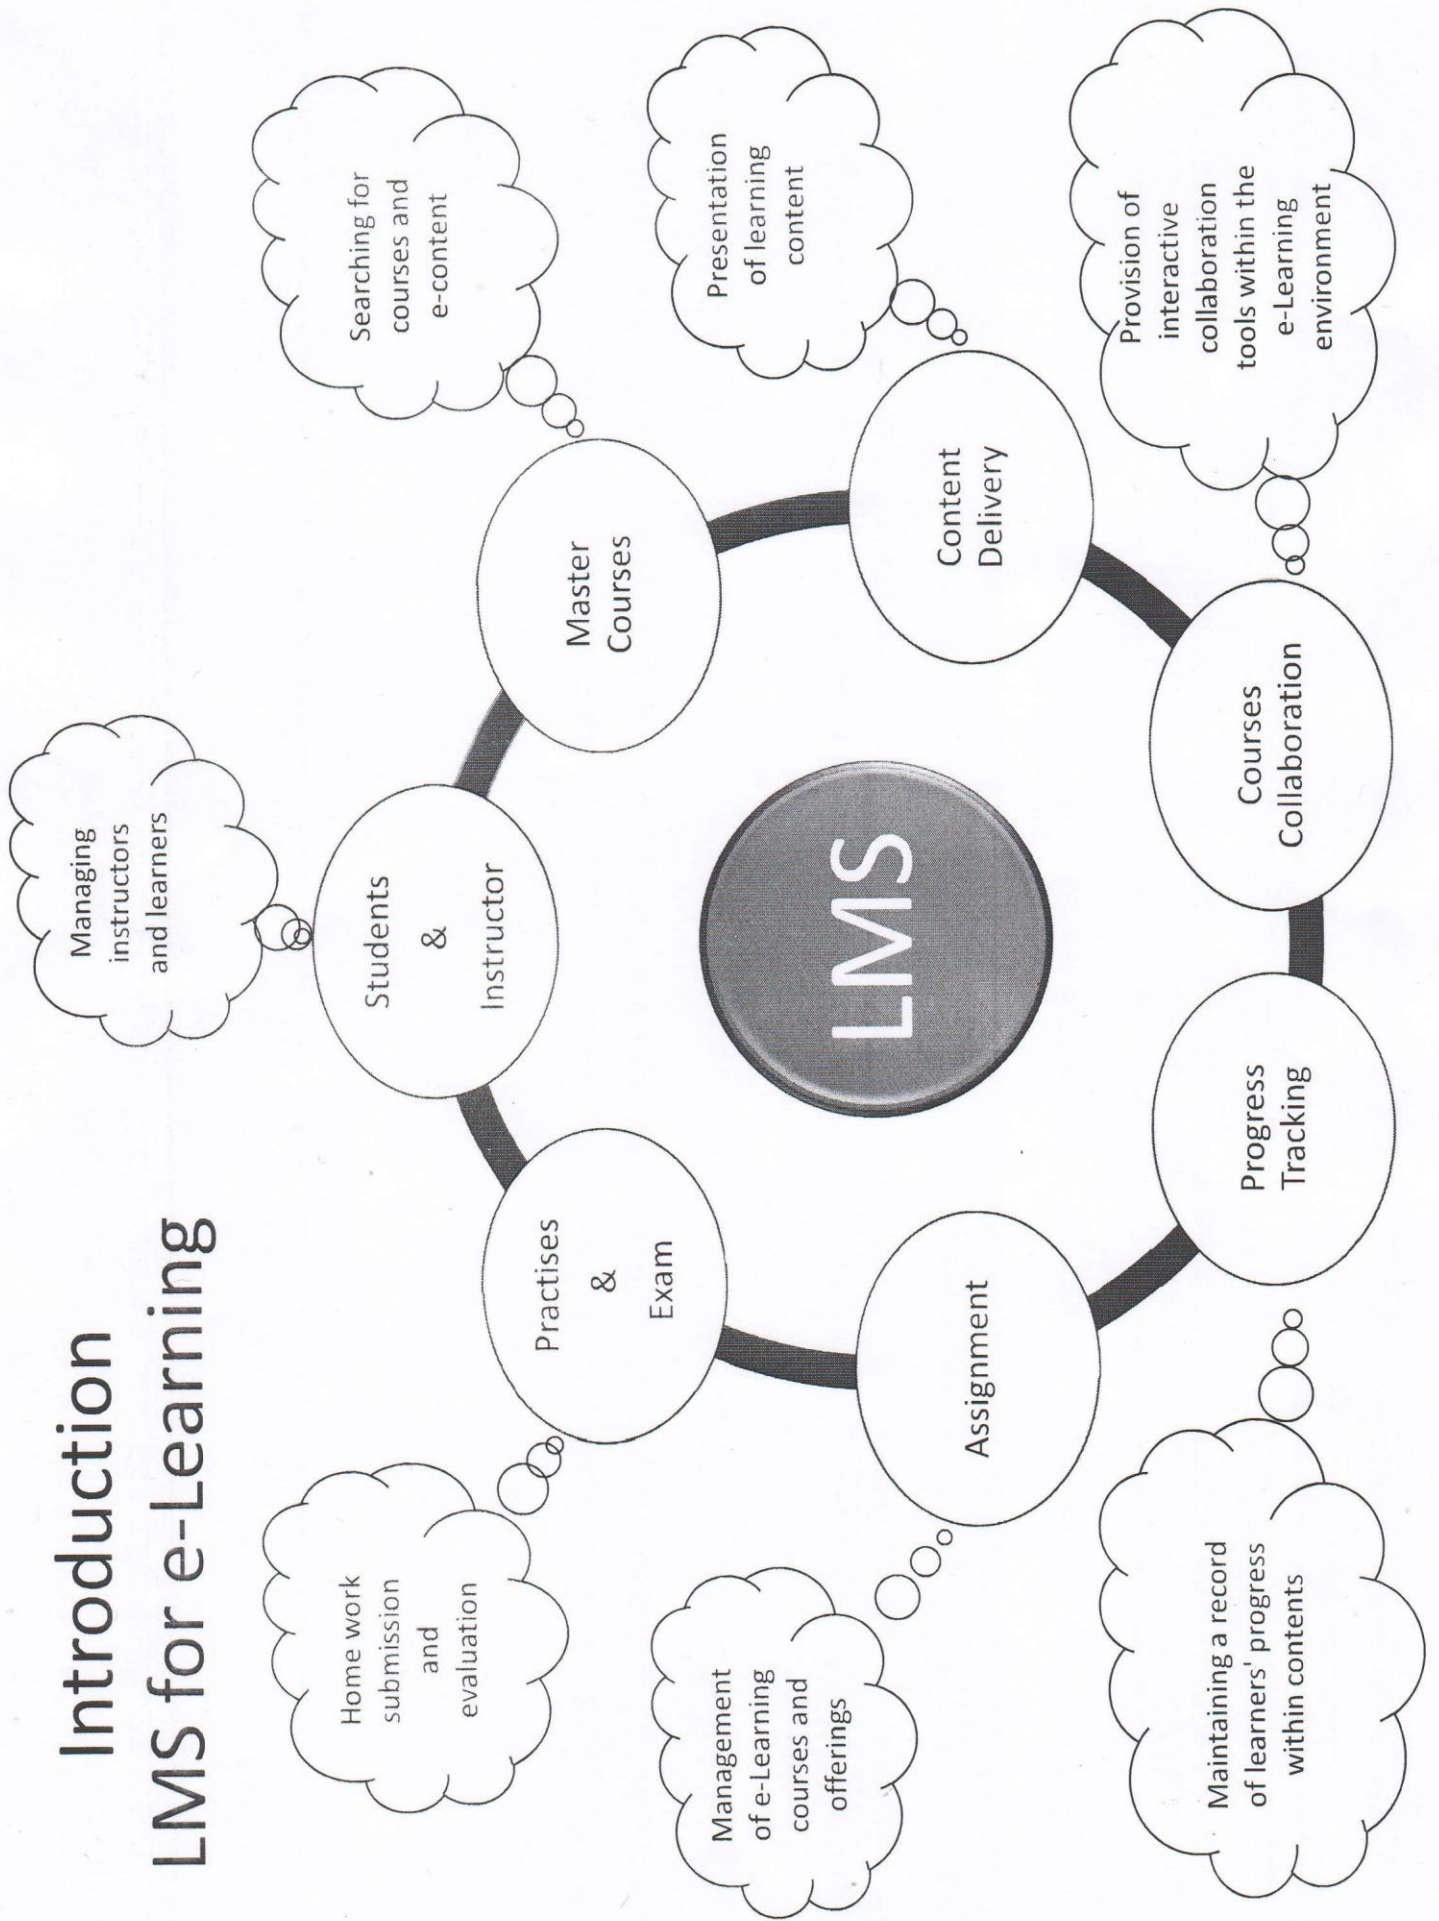 Introduction
LMS for e-Learning
Managing
instructors
and learners
Students
&
Instructor
Searching for
courses and
e-content
Master
Courses
Presentation
of learning
content
Content
Delivery
Provision of
interactive
collaboration
tools within the
e-Learning
environment
Courses
Collaboration
Maintaining a record
of learners' progress
within contents
Progress
Tracking
Management
of e-Learning
courses and
offerings
Assignment
Home work
submission
and
evaluation
Practises
&
Exam
LMS